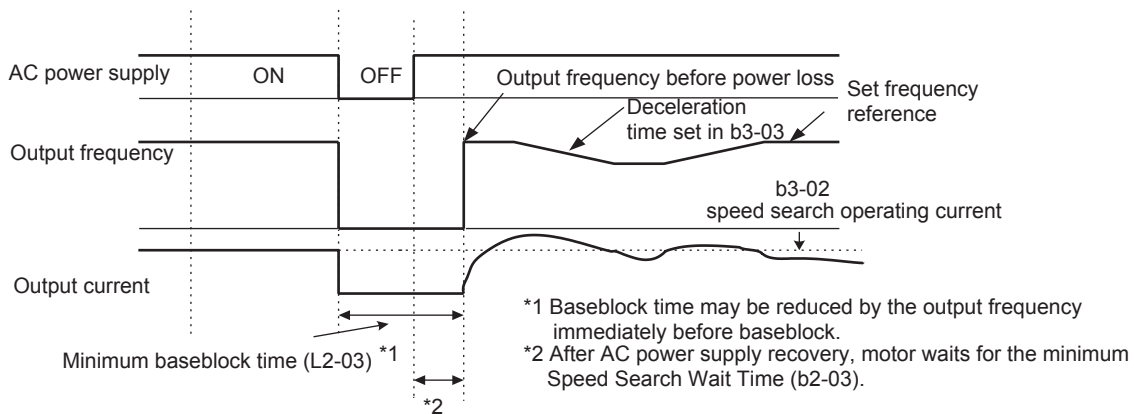 AC power supply
ON
OFF
Output frequency before power loss
Deceleration
time set in b3-03
Set frequency
reference
Output frequency
b3-02
speed search operating current
Output current
*1 Baseblock time may be reduced by the output frequency
immediately before baseblock.
*2 After AC power supply recovery, motor waits for the minimum
Speed Search Wait Time (b2-03).
Minimum baseblock time (L2-03) *1
*2